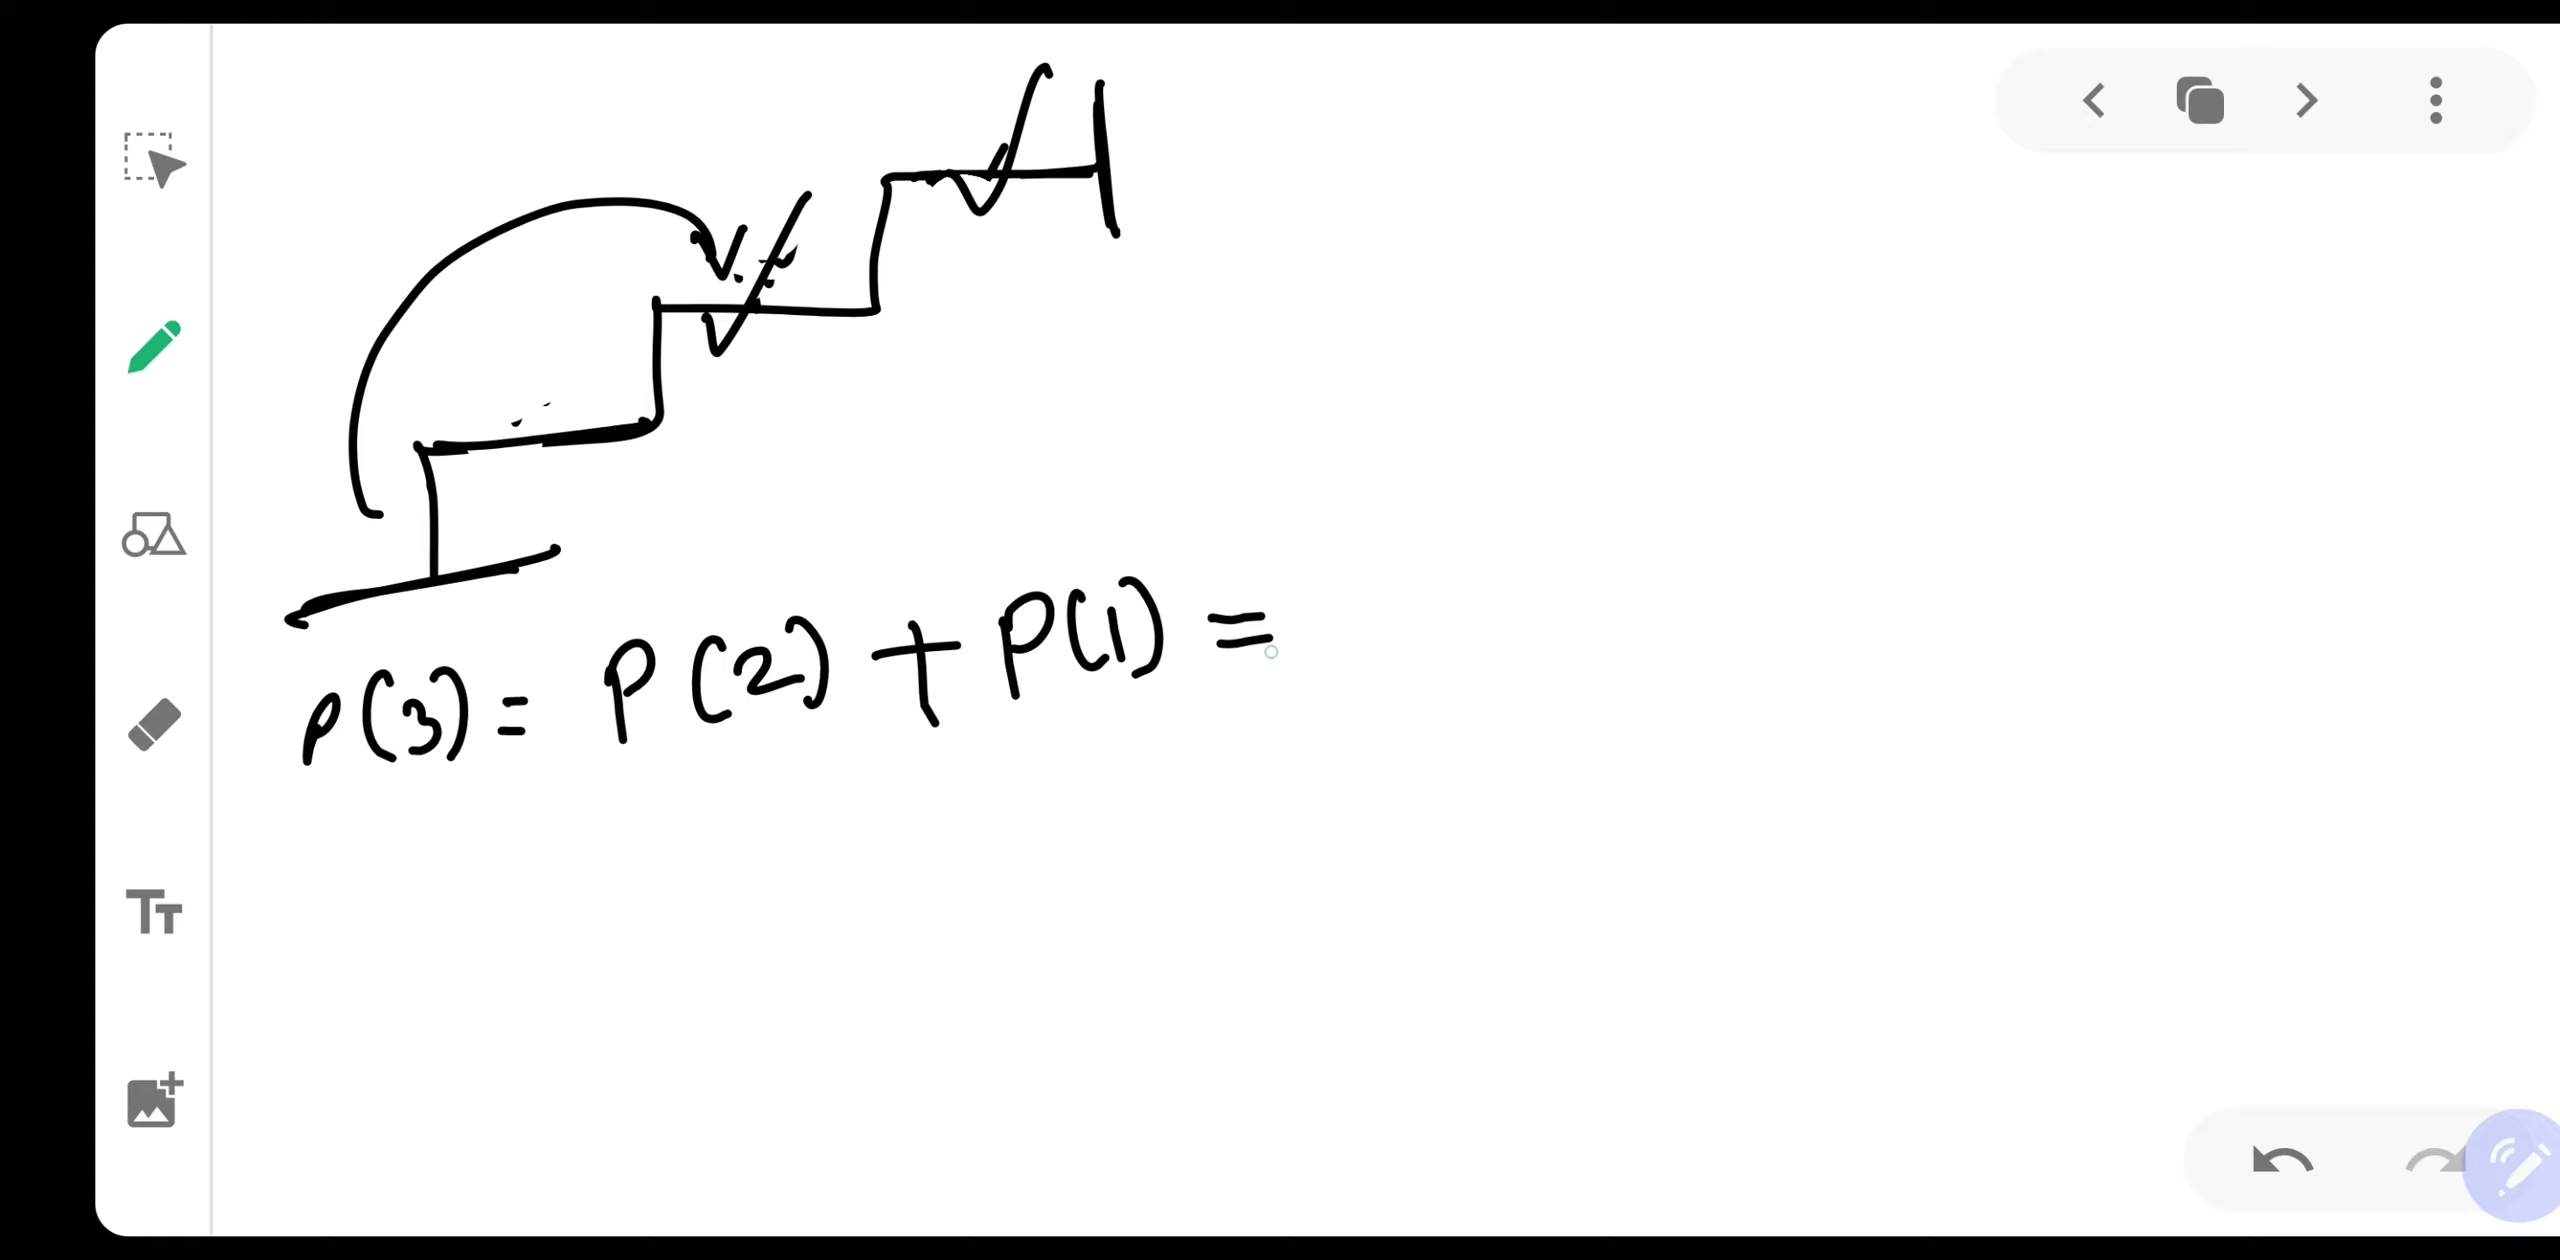 P(3) = P(2) + P(1) =